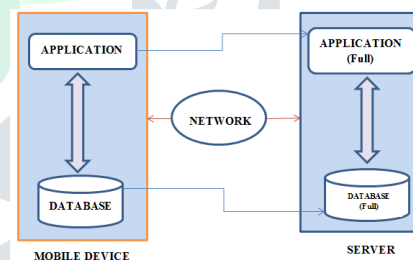 APPLICATION
DATABASE
MOBILE DEVICE
NETWORK
APPLICATION
(Full)
DATABASE
(Full)
SERVER